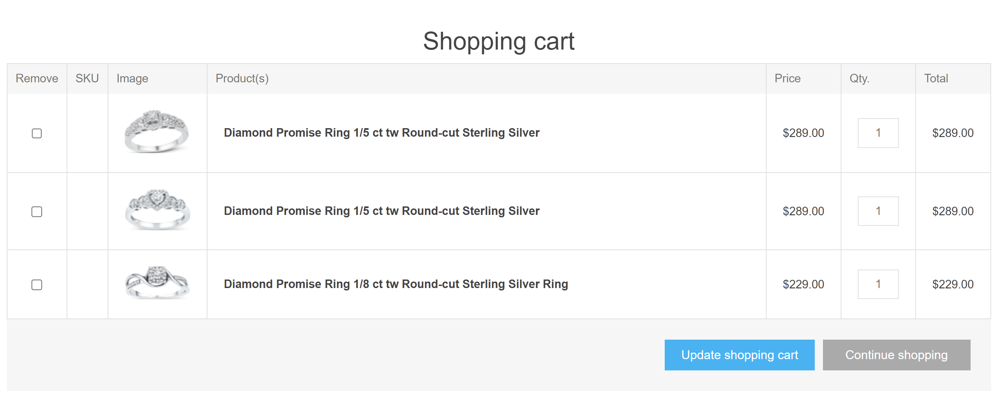 Shopping cart
Remove SKU Image Product(s) Price Qty. Total
Diamond Promise Ring 1/5 ct tw Round-cut Sterling Silver $289.00 1 $289.00
Diamond Promise Ring 1/5 ct tw Round-cut Sterling Silver $289.00 1 $289.00
Diamond Promise Ring 1/8 ct tw Round-cut Sterling Silver Ring $229.00 1 $229.00
Update shopping cart Continue shopping